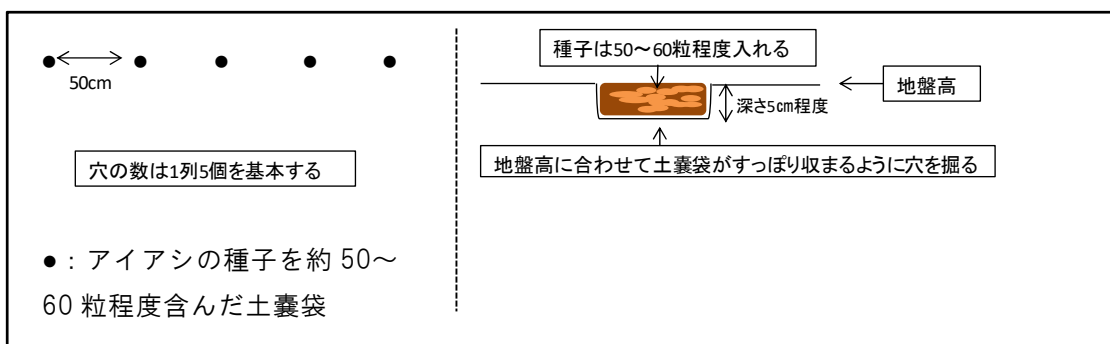 50cm
穴の数は1列5個を基本する
●：アイアシの種子を約 50～
60 粒程度含んだ土嚢袋
種子は50～60粒程度入れる
地盤高
深さ5㎝程度
地盤高に合わせて土嚢袋がすっぽり収まるように穴を掘る